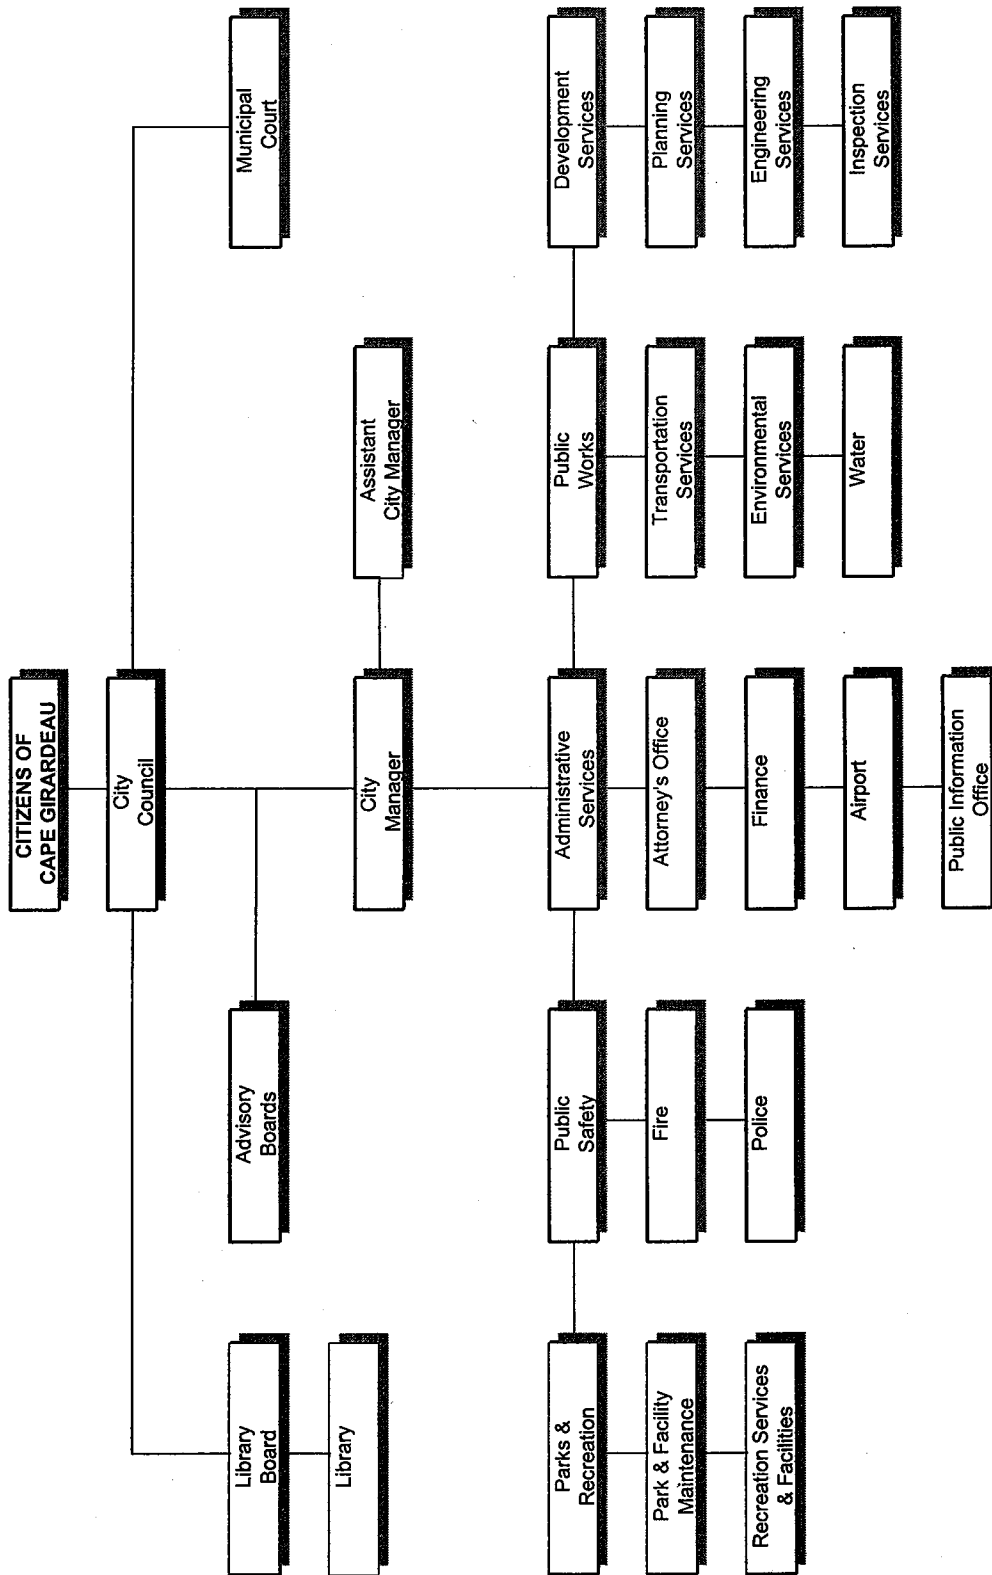 CITIZENS OF
CAPE GIRARDEAU
City
Council
Library
Board
Library
Advisory
Boards
Municipal
Court
City
Manager
Assistant
City Manager
Parks &
Recreation
Park & Facility
Maintenance
Recreation Services
& Facilities
Public
Safety
Fire
Police
Administrative
Services
Attorney's Office
Finance
Airport
Public Information
Office
Public
Works
Transportation
Services
Environmental
Services
Water
Development
Services
Planning
Services
Engineering
Services
Inspection
Services